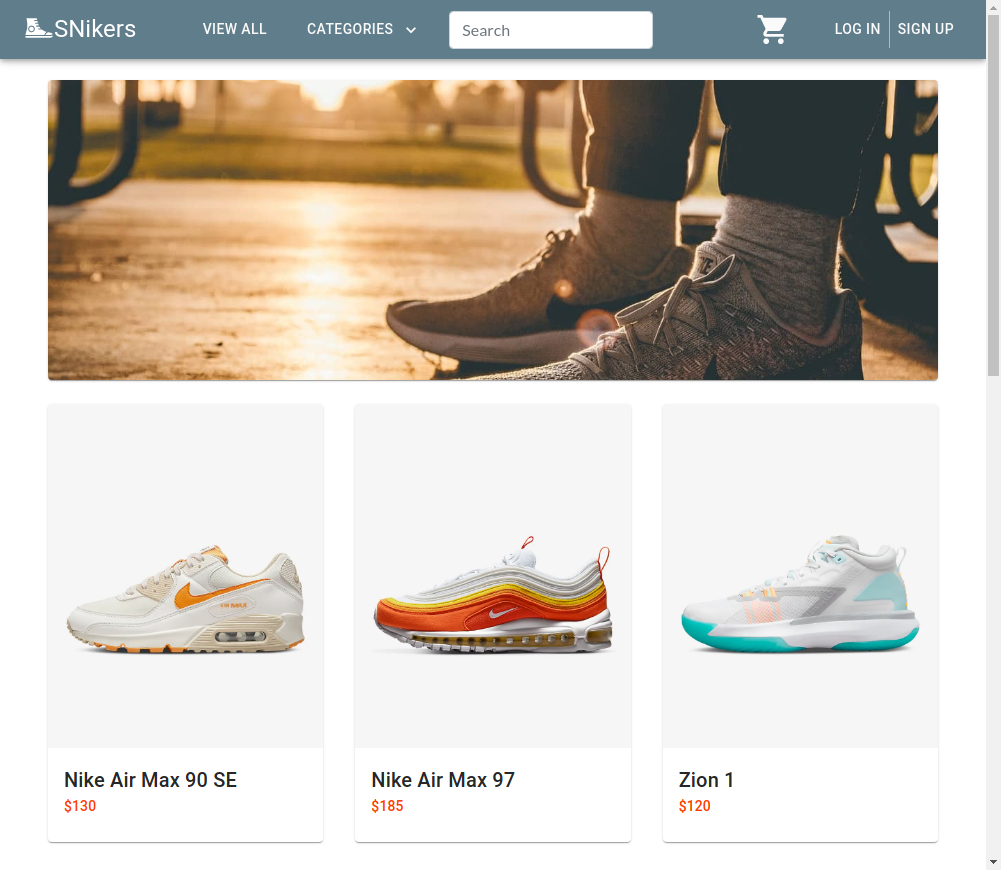 SNikers
VIEW ALL
CATEGORIES
Search
LOG IN
SIGN UP
Nike Air Max 90 SE
$130
Nike Air Max 97
$185
Zion 1
$120